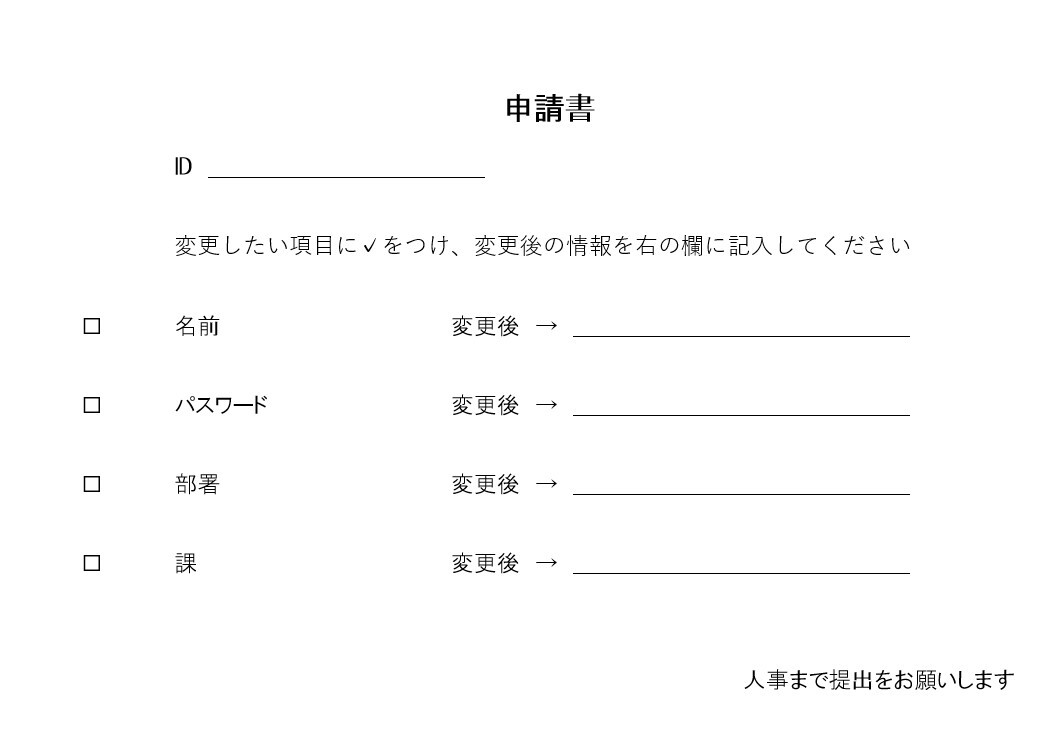 申請書
ID
変更したい項目に✓をつけ、変更後の情報を右の欄に記入してください
□ 名前 変更後 →
□ パスワード 変更後 →
□ 部署 変更後 →
□ 課 変更後 →
人事まで提出をお願いします